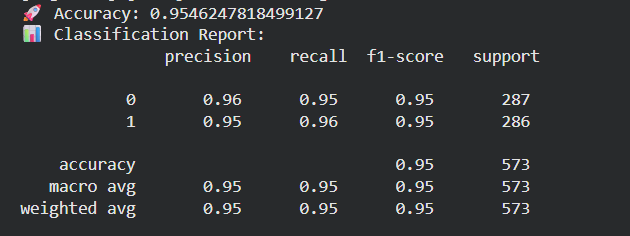 🚀 Accuracy: 0.9546247818499127
📊 Classification Report:
              precision    recall  f1-score   support

           0       0.96      0.95      0.95       287
           1       0.95      0.96      0.95       286

    accuracy                           0.95       573
   macro avg       0.95      0.95      0.95       573
weighted avg       0.95      0.95      0.95       573